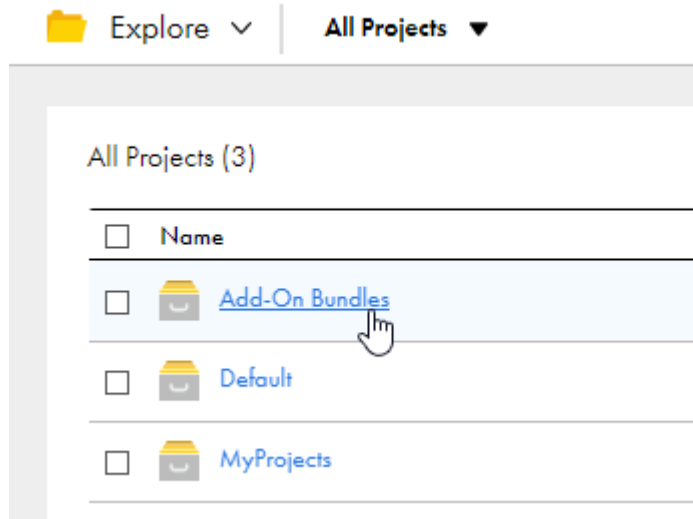 Explore All Projects
All Projects (3)
Name
Add-On Bundles
Default
MyProjects